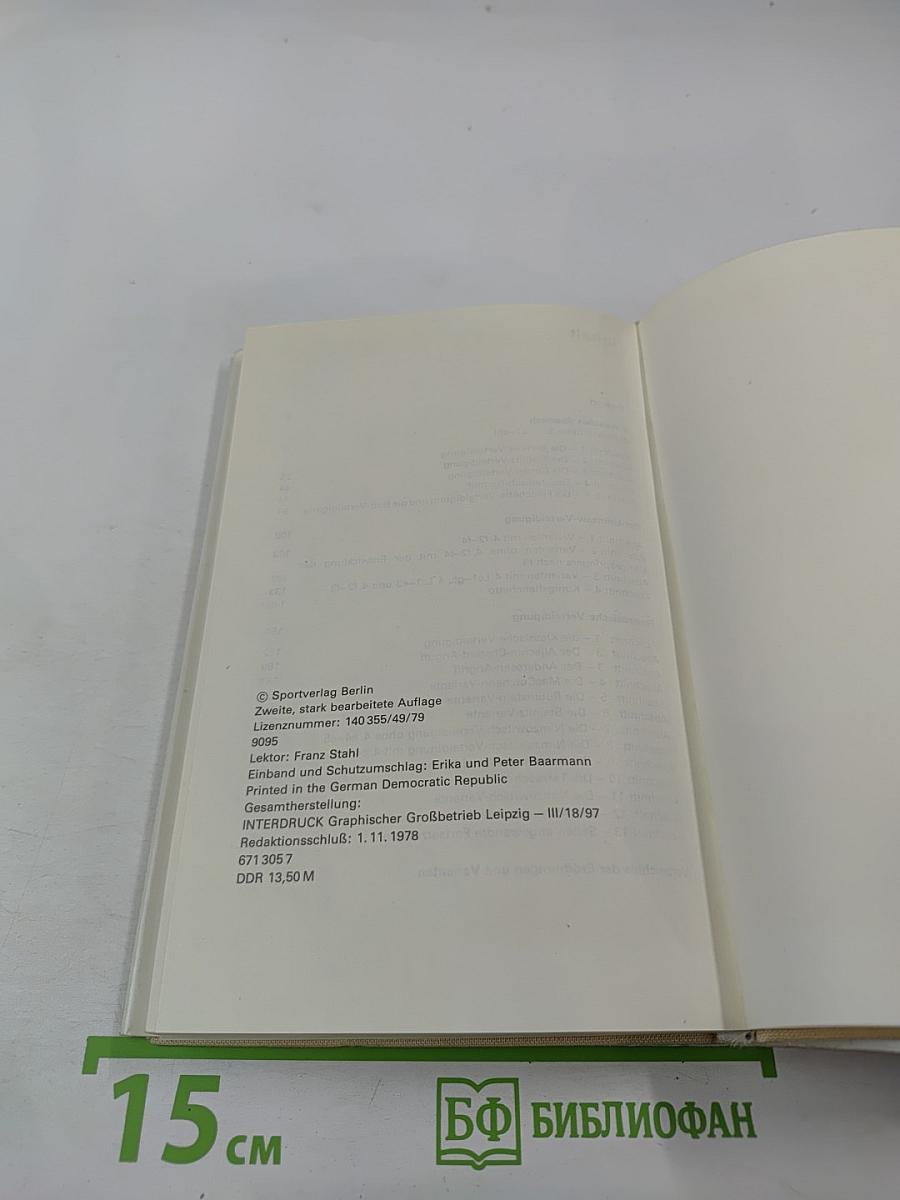 © Sportverlag Berlin
Zweite, stark bearbeitete Auflage
Lizenznummer: 140 355/49/79
9095
Lektor: Franz Stahl
Einband und Schutzumschlag: Erika und Peter Baarmann
Printed in the German Democratic Republic
Gesamtherstellung:
INTERDRUCK Graphischer Großbetrieb Leipzig – III/18/97
Redaktionsschluß: 1. 11. 1978
671 305 7
DDR 13,50 M
15 см
БФ БИБЛИОФАН